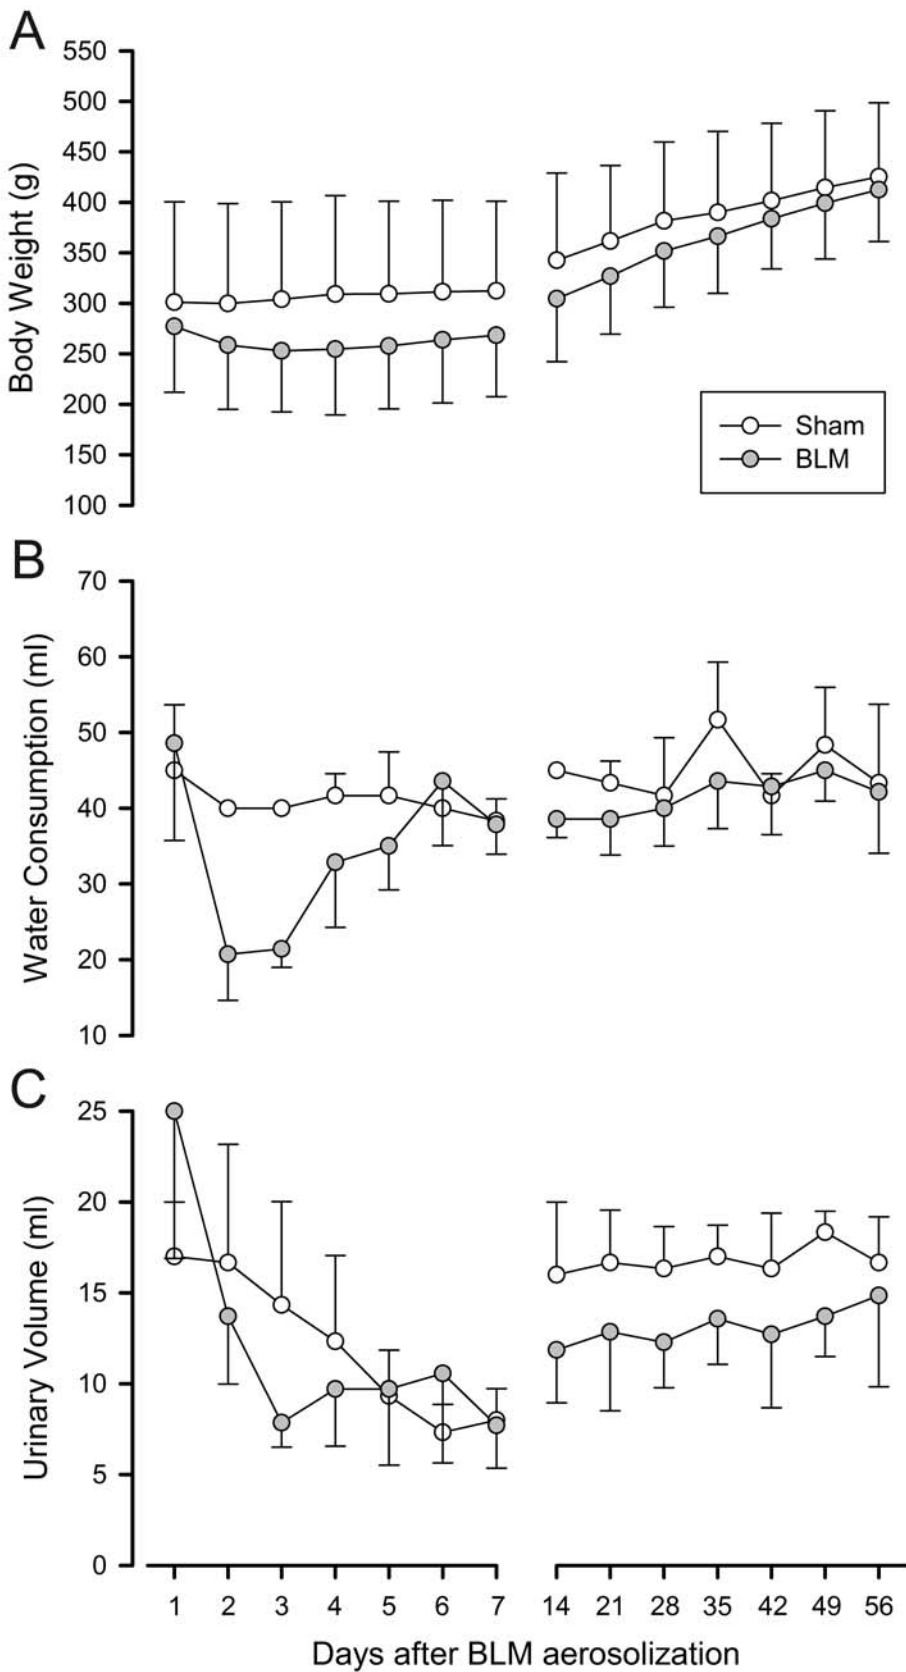 A
Body Weight (g)
550
500
450
400
350
300
250
200
150
100
Sham
BLM
B
Water Consumption (ml)
70
60
50
40
30
20
10
C
Urinary Volume (ml)
25
20
15
10
5
0
1 2 3 4 5 6 7 14 21 28 35 42 49 56
Days after BLM aerosolization